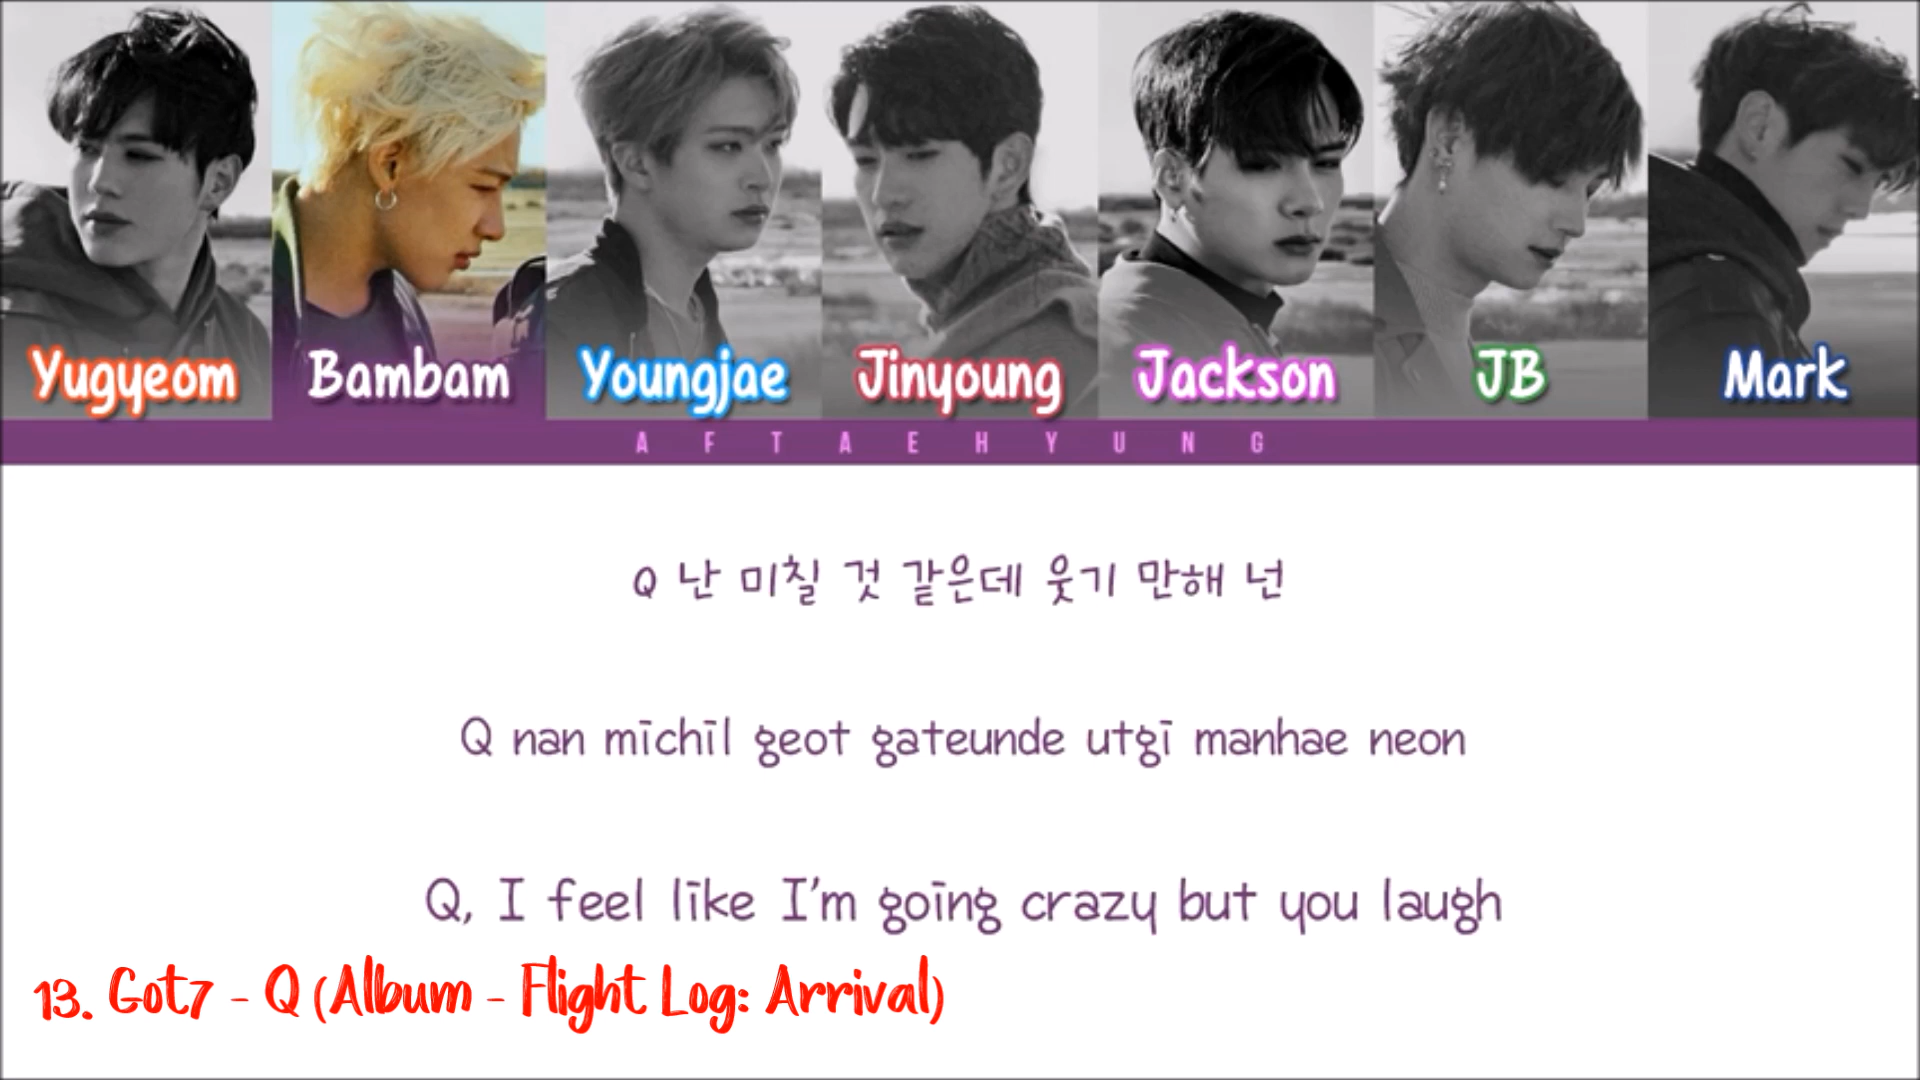 Yugyeom Bambam Youngjae Jinyoung Jackson JB Mark
AFTAEHYUNG
Q 난 미칠 것 같은데 웃기 만해 넌
Q nan michil geot gateunde utgi manhae neon
Q, I feel like I'm going crazy but you laugh
13. Got7 - Q (Album - Flight Log: Arrival)